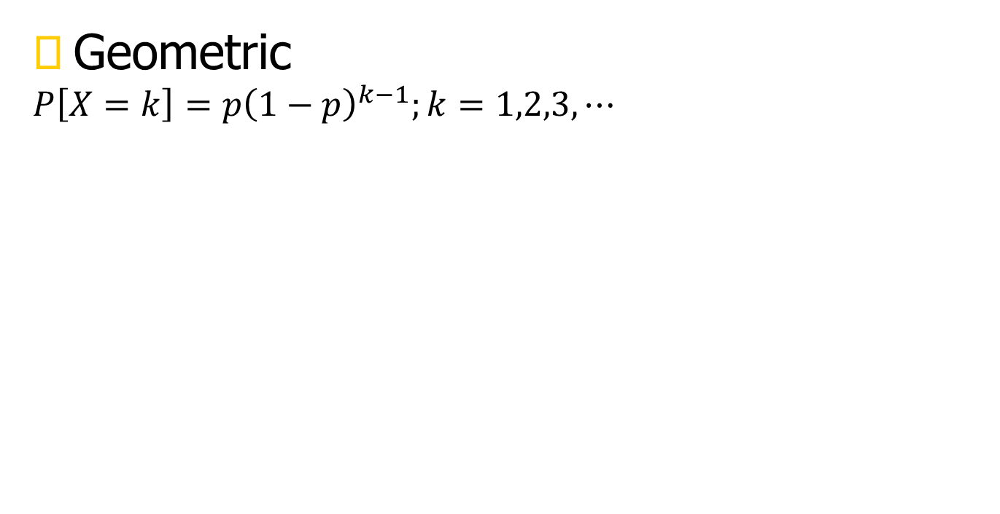 Geometric
P[X = k] = p(1 − p)^{k−1}; k = 1,2,3, ⋯